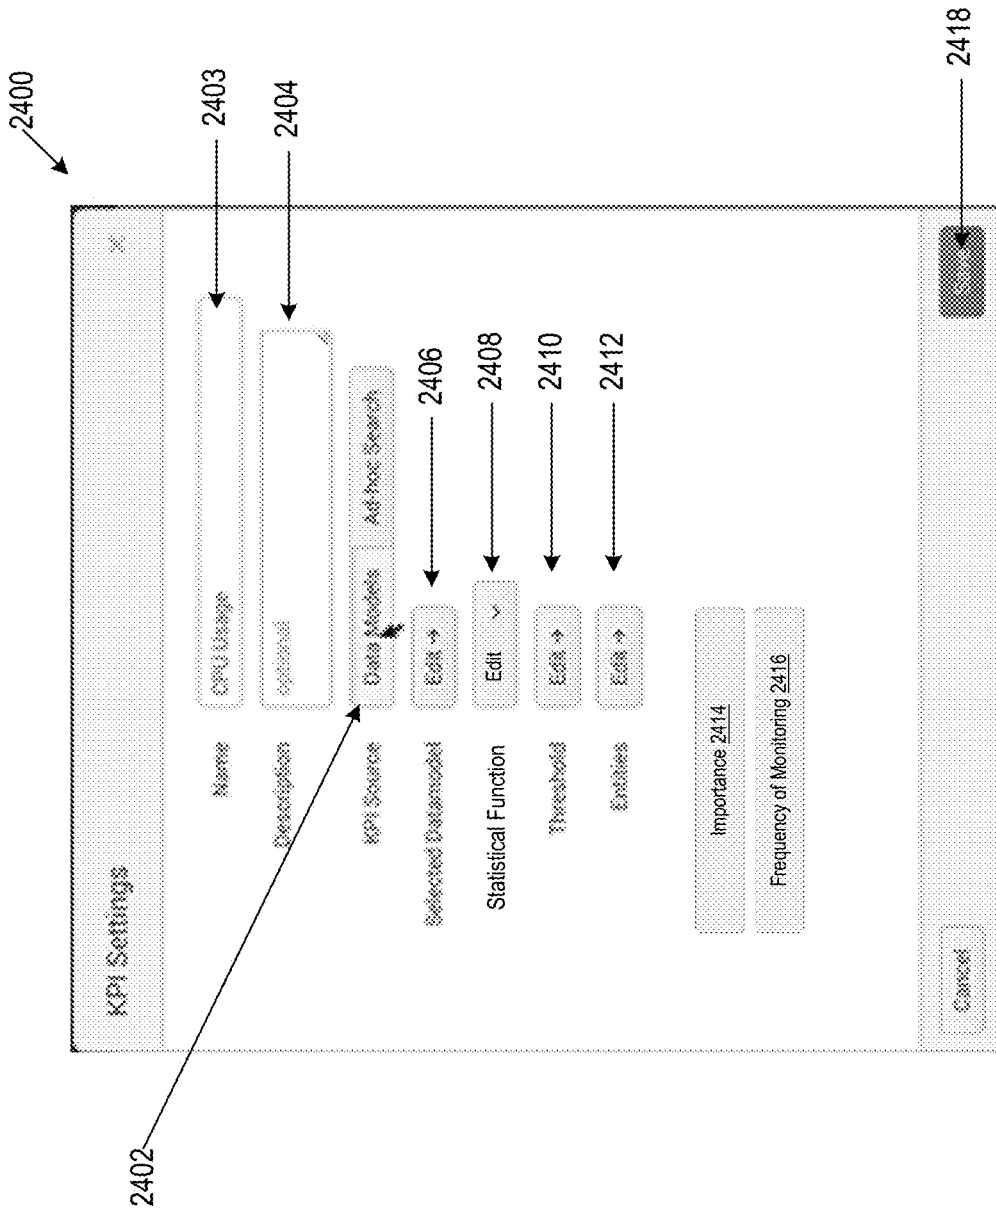 2400
KPI Settings ×
Name CPU Usage 2403
Description optional 2404
2402
KPI Source Data Models Ad-hoc Search
Selected Datamodel Edit → 2406
Statistical Function Edit 2408
Threshold Edit → 2410
Entities Edit → 2412
Importance 2414
Frequency of Monitoring 2416
Cancel
2418